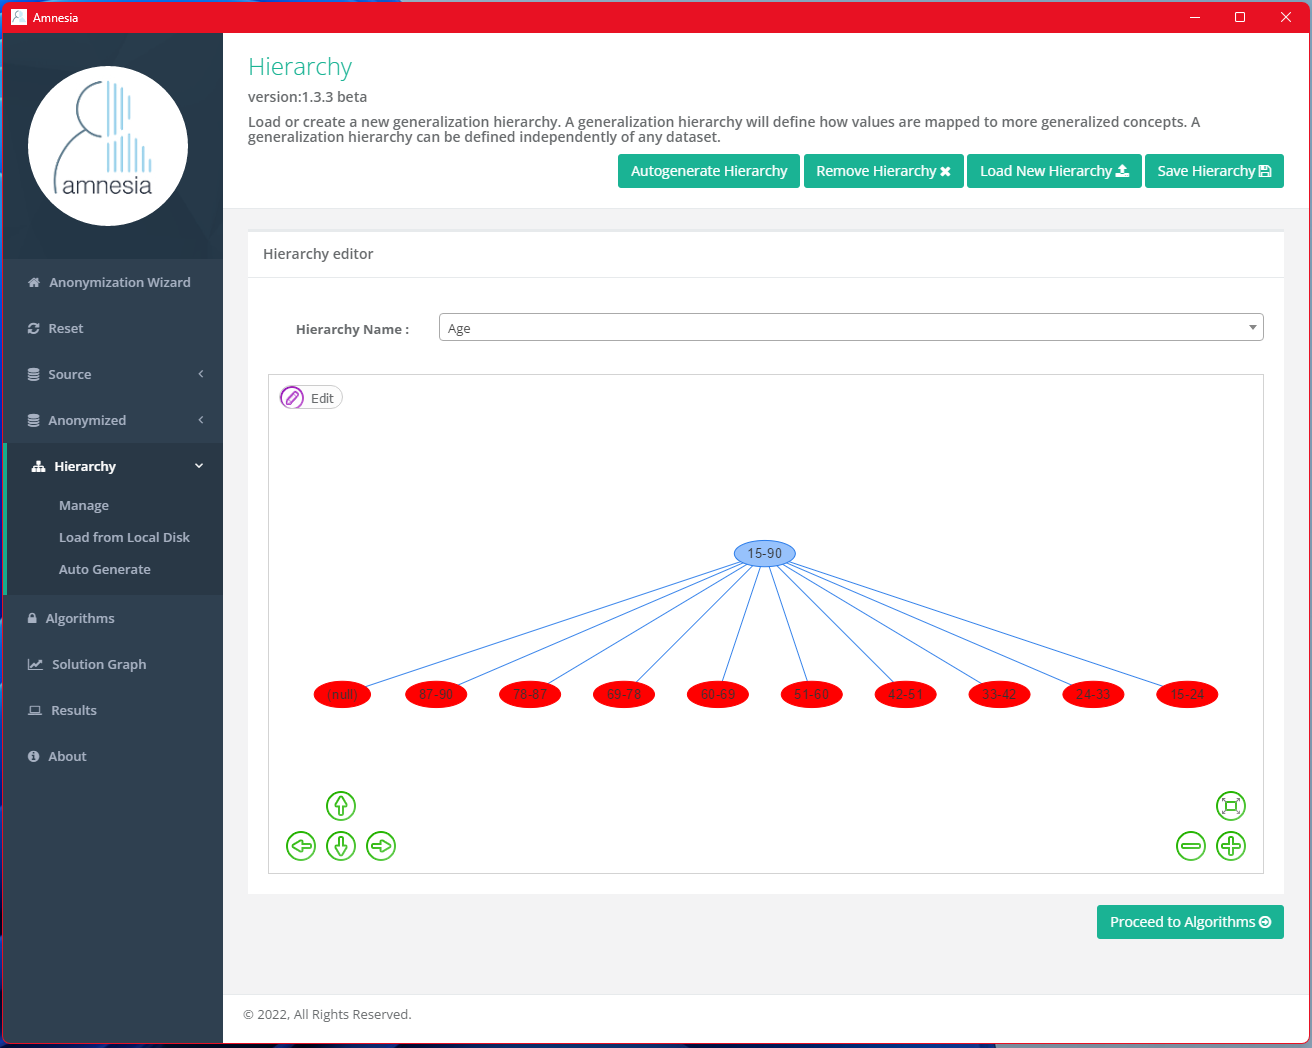 Amnesia
amnesia
Anonymization Wizard
Reset
Source
Anonymized
Hierarchy
Manage
Load from Local Disk
Auto Generate
Algorithms
Solution Graph
Results
About
Hierarchy
version:1.3.3 beta
Load or create a new generalization hierarchy. A generalization hierarchy will define how values are mapped to more generalized concepts. A
generalization hierarchy can be defined independently of any dataset.
Autogenerate Hierarchy Remove Hierarchy Load New Hierarchy Save Hierarchy
Hierarchy editor
Hierarchy Name : Age
Edit
15-90
(null) 87-90 78-87 69-78 60-69 51-60 42-51 33-42 24-33 15-24
Proceed to Algorithms
© 2022, All Rights Reserved.